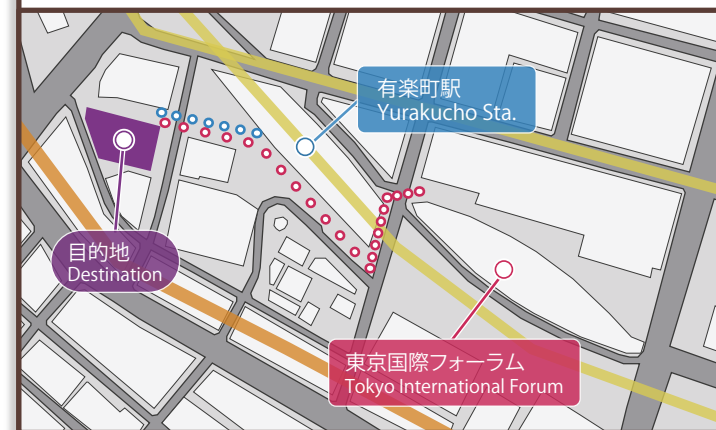 有楽町駅
Yurakucho Sta.
目的地
Destination
東京国際フォーラム
Tokyo International Forum